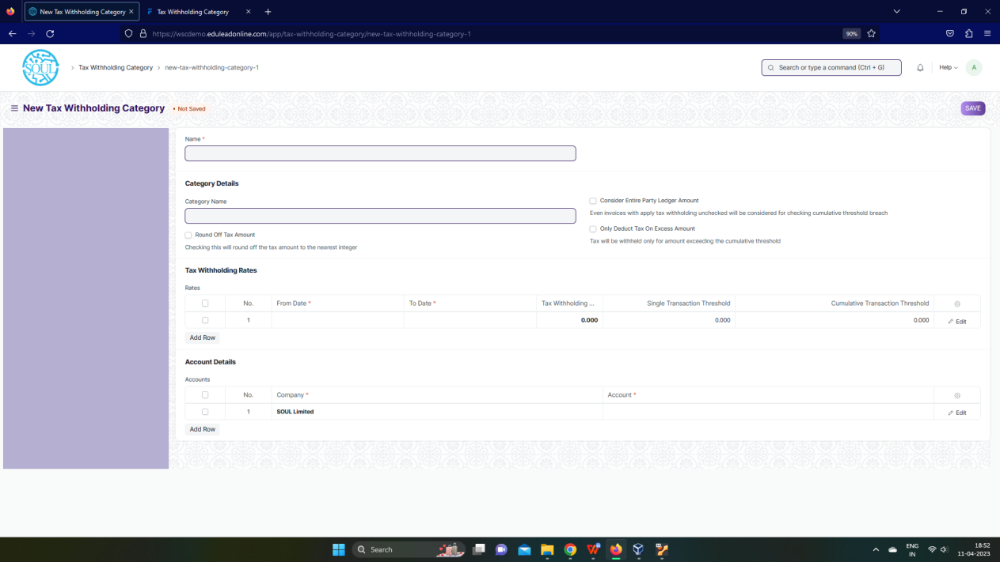 New Tax Withholding Category
Tax Withholding Category
https://wscdemo.eduleadonline.com/app/tax-withholding-category/new-tax-withholding-category-1
90%
SOUL
Tax Withholding Category
new-tax-withholding-category-1
Search or type a command (Ctrl + G)
Help
A
New Tax Withholding Category
Not Saved
SAVE
Name *
Category Details
Category Name
Consider Entire Party Ledger Amount
Even invoices with apply tax withholding unchecked will be considered for checking cumulative threshold breach
Round Off Tax Amount
Only Deduct Tax On Excess Amount
Checking this will round off the tax amount to the nearest integer
Tax will be withheld only for amount exceeding the cumulative threshold
Tax Withholding Rates
Rates
No. From Date * To Date * Tax Withholding ... Single Transaction Threshold Cumulative Transaction Threshold
1 0.000 0.000 0.000 Edit
Add Row
Account Details
Accounts
No. Company * Account *
1 SOUL Limited Edit
Add Row
Search
ENG
IN
18:52
11-04-2023